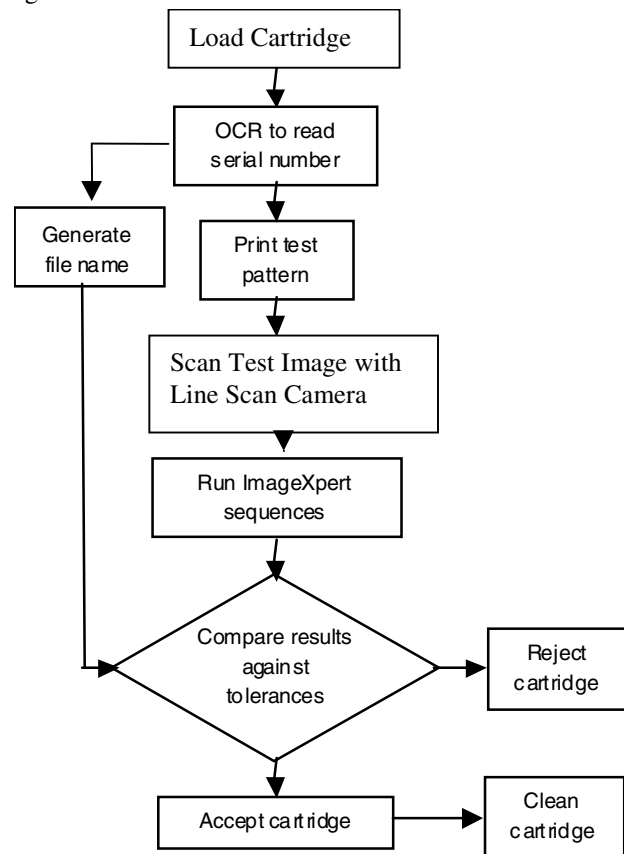 Load Cartridge
OCR to read
serial number
Generate
file name
Print test
pattern
Scan Test Image with
Line Scan Camera
Run ImageXpert
sequences
Compare results
against
tolerances
Reject
cartridge
Accept cartridge
Clean
cartridge